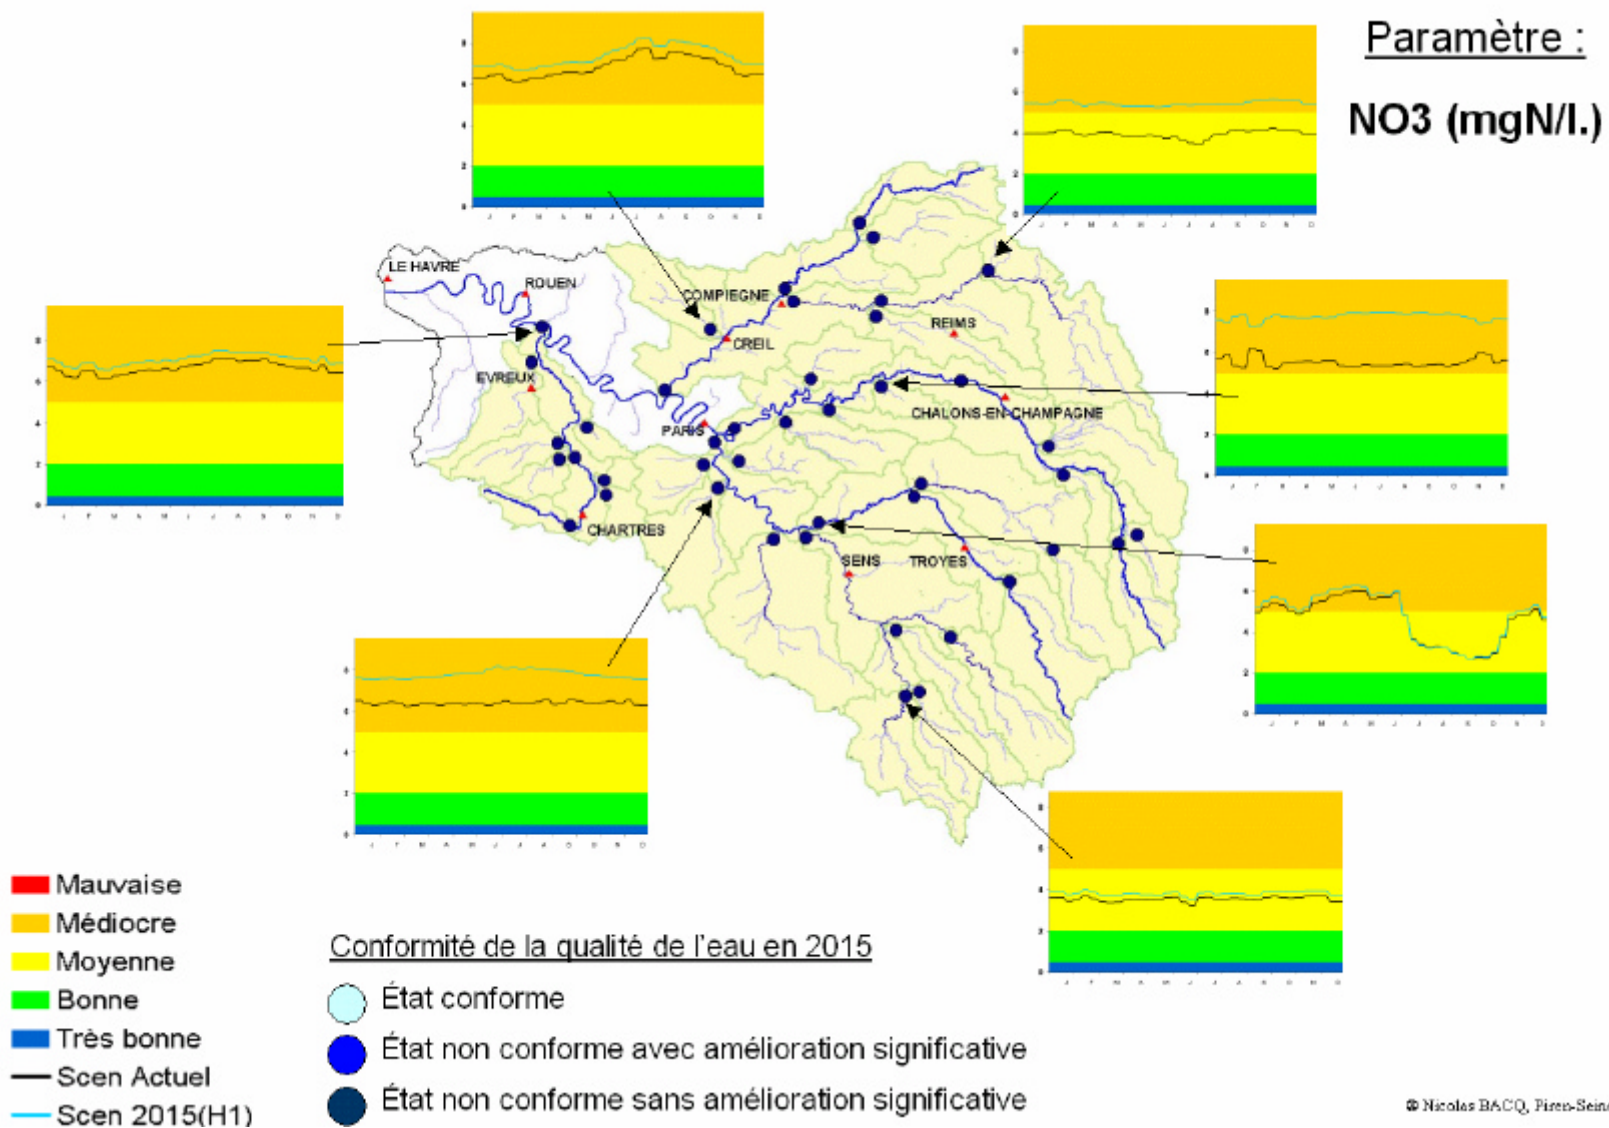 Paramètre :
NO3 (mgN/l.)
LE HAVRE
ROUEN
COMPIEGNE
REIMS
CREIL
EVREUX
CHALONS-EN-CHAMPAGNE
PARIS
CHARTRES
SENS
TROYES
Mauvaise
Médiocre
Moyenne
Bonne
Très bonne
Scen Actuel
Scen 2015(H1)
Conformité de la qualité de l'eau en 2015
État conforme
État non conforme avec amélioration significative
État non conforme sans amélioration significative
© Nicolas BACQ, Piren-Seine